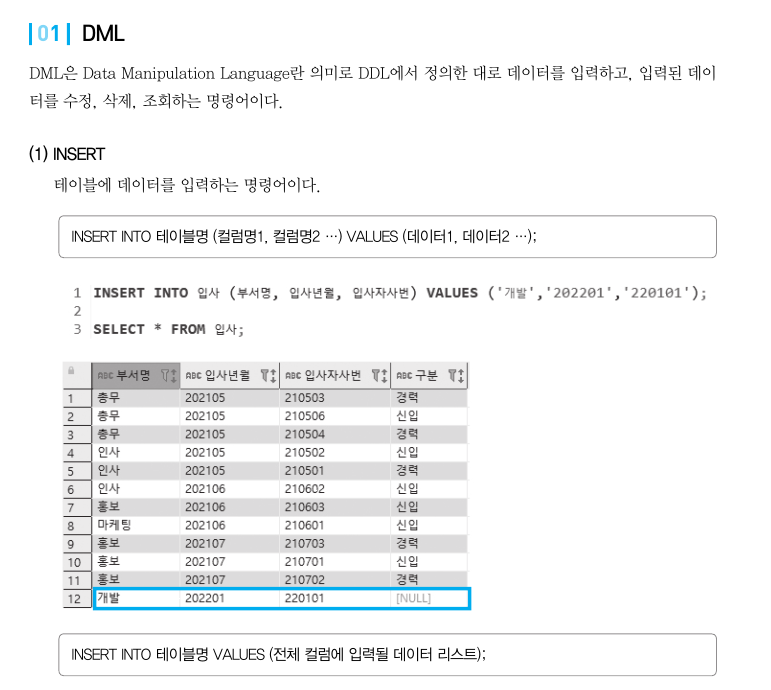 01 DML
DML은 Data Manipulation Language란 의미로 DDL에서 정의한 대로 데이터를 입력하고, 입력된 데이
터를 수정, 삭제, 조회하는 명령어이다.
(1) INSERT
테이블에 데이터를 입력하는 명령어이다.
INSERT INTO 테이블명 (컬럼명1, 컬럼명2 …) VALUES (데이터1, 데이터2 …);
1 INSERT INTO 입사 (부서명, 입사년월, 입사자사번) VALUES ('개발','202201','220101');
2
3 SELECT * FROM 입사;
ABC 부서명 ABC 입사년월 ABC 입사자사번 ABC 구분
1 총무 202105 210503 경력
2 총무 202105 210506 신입
3 총무 202105 210504 경력
4 인사 202105 210502 신입
5 인사 202105 210501 경력
6 인사 202106 210602 신입
7 홍보 202106 210603 신입
8 마케팅 202106 210601 신입
9 홍보 202107 210703 경력
10 홍보 202107 210701 신입
11 홍보 202107 210702 경력
12 개발 202201 220101 [NULL]
INSERT INTO 테이블명 VALUES (전체 컬럼에 입력될 데이터 리스트);